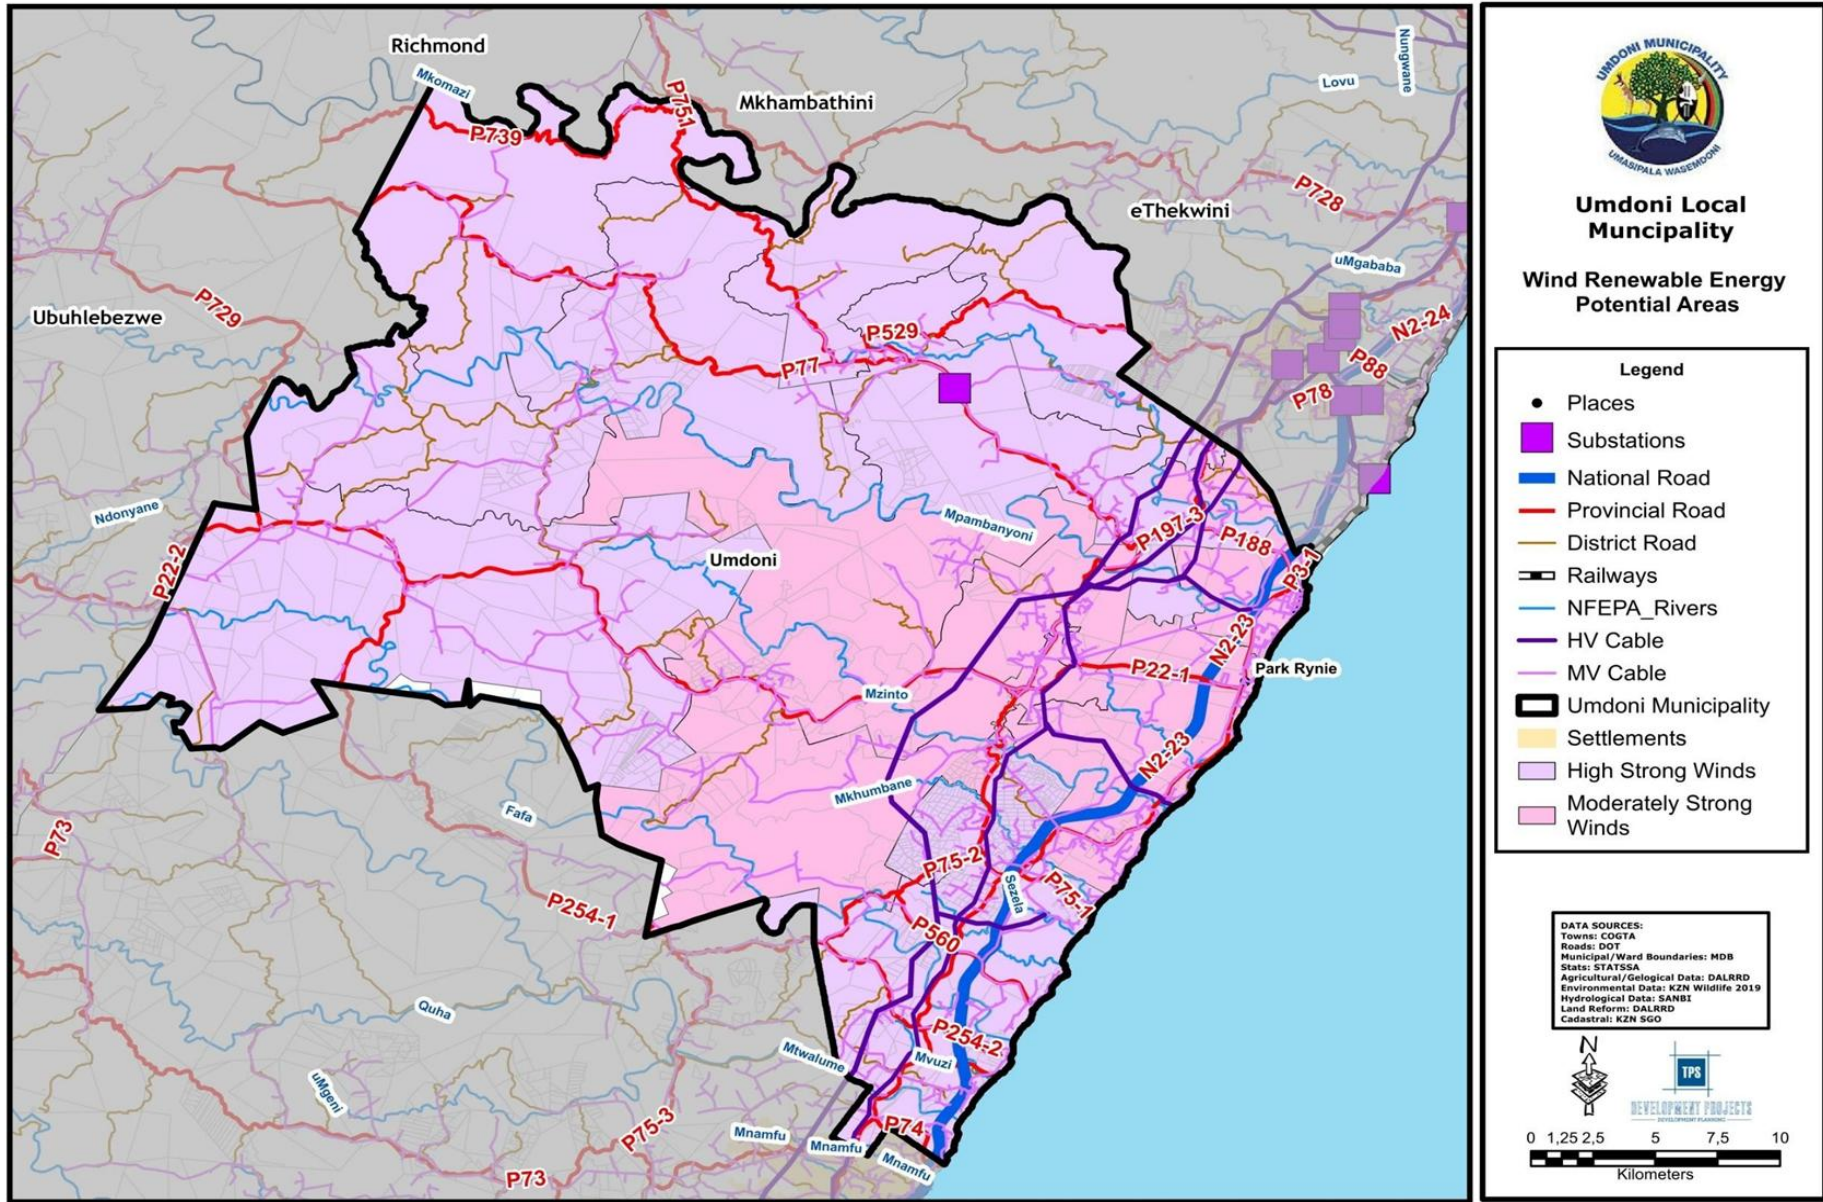 Richmond
Mkomazi
P739
P751
Mkhambathini
Nungwane
Lovu
P728
eThekwini
uMgababa
N2-24
P88
P78
Ubuhlebezwe
P729
P529
P77
Ndonyane
P22-2
Umdoni
Mpambanyoni
P197-3
P188
P3-1
N2-23
P22-1
Park Rynie
Mzinto
N2-23
Mkhumbane
Fafa
P73
P75-2
Sezela
P75-1
P254-1
P560
Quha
P254-2
Mtwalume
Mvuzi
uMgeni
P75-3
P74
Mnamfu
Mnamfu
Mnamfu
P73
UMDONI MUNICIPALITY
UMASIPALA WASEMDONI
Umdoni Local
Muncipality
Wind Renewable Energy
Potential Areas
Legend
Places
Substations
National Road
Provincial Road
District Road
Railways
NFEPA_Rivers
HV Cable
MV Cable
Umdoni Municipality
Settlements
High Strong Winds
Moderately Strong
Winds
DATA SOURCES:
Towns: COGTA
Roads: DOT
Municipal/Ward Boundaries: MDB
Stats: STATSSA
Agricultural/Gelogical Data: DALRRD
Environmental Data: KZN Wildlife 2019
Hydrological Data: SANBI
Land Reform: DALRRD
Cadastral: KZN SGO
N
TPS
DEVELOPMENT PROJECTS
DEVELOPMENT PLANNING
0 1,25 2,5 5 7,5 10
Kilometers